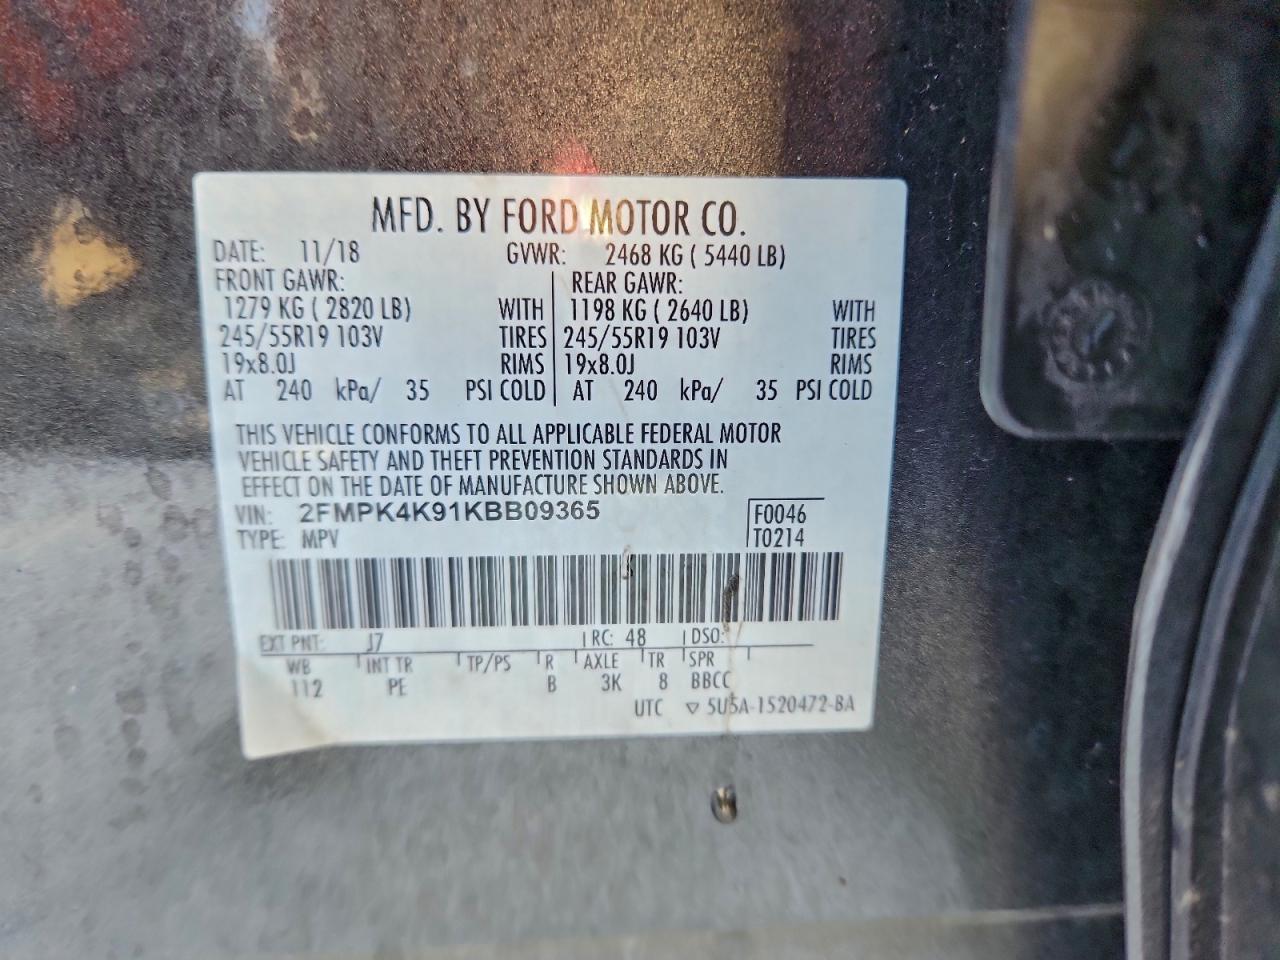 MFD. BY FORD MOTOR CO.
DATE: 11/18 GVWR: 2468 KG ( 5440 LB)
FRONT GAWR: REAR GAWR:
1279 KG ( 2820 LB) WITH 1198 KG ( 2640 LB) WITH
245/55R19 103V TIRES 245/55R19 103V TIRES
19x8.0J RIMS 19x8.0J RIMS
AT 240 kPa/ 35 PSI COLD AT 240 kPa/ 35 PSI COLD
THIS VEHICLE CONFORMS TO ALL APPLICABLE FEDERAL MOTOR
VEHICLE SAFETY AND THEFT PREVENTION STANDARDS IN
EFFECT ON THE DATE OF MANUFACTURE SHOWN ABOVE.
VIN: 2FMPK4K91KBB09365 F0046
TYPE: MPV T0214
EXT PNT: J7 RC: 48 DSO:
WB INT TR TP/PS R AXLE TR SPR
112 PE B 3K 8 BBCC
UTC ▽ 5U5A-1520472-BA